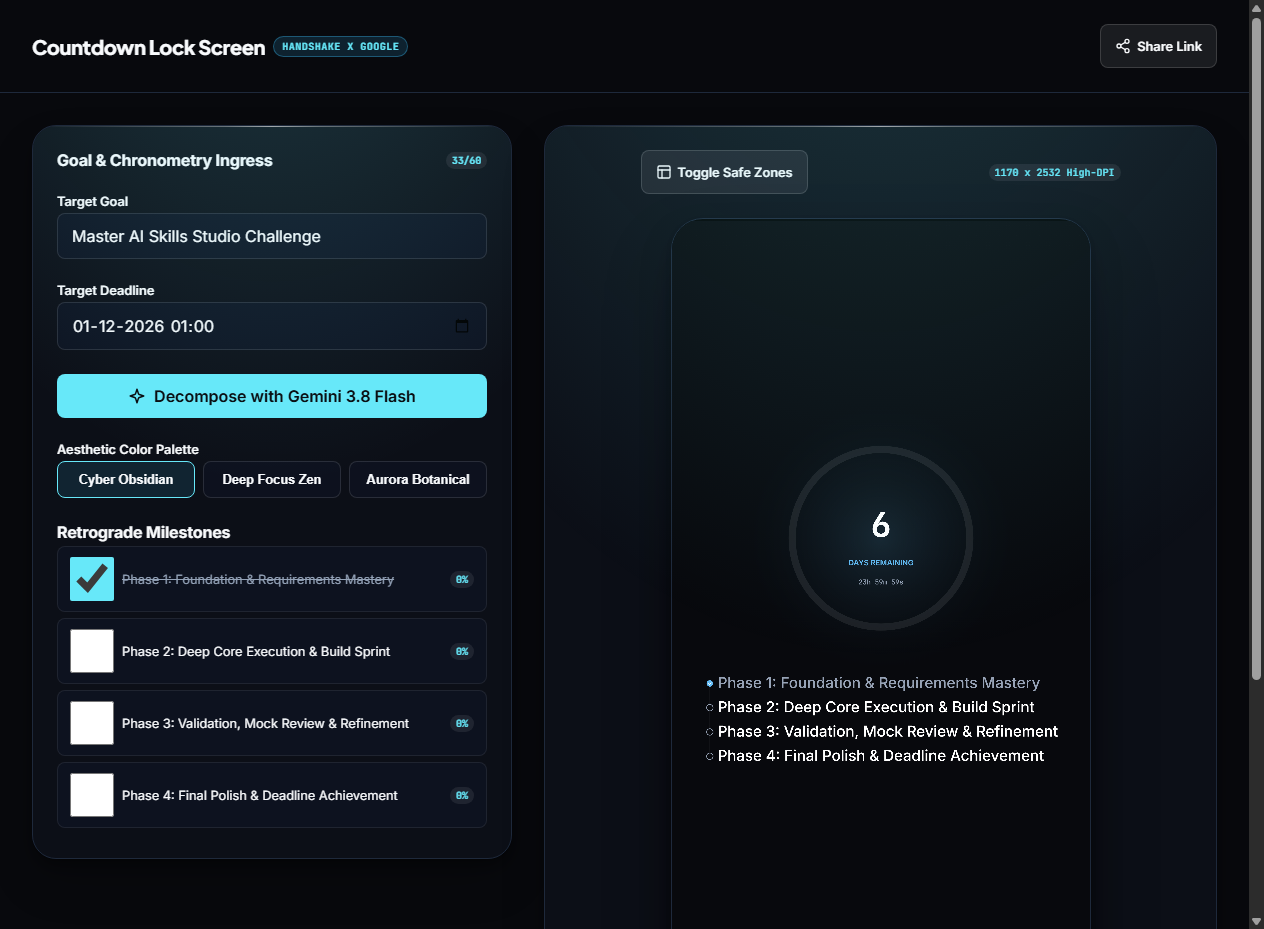 Countdown Lock Screen
HANDSHAKE X GOOGLE
Share Link
Goal & Chronometry Ingress
33/60
Target Goal
Master AI Skills Studio Challenge
Target Deadline
01-12-2026 01:00
Decompose with Gemini 3.8 Flash
Aesthetic Color Palette
Cyber Obsidian
Deep Focus Zen
Aurora Botanical
Retrograde Milestones
Phase 1: Foundation & Requirements Mastery
0%
Phase 2: Deep Core Execution & Build Sprint
0%
Phase 3: Validation, Mock Review & Refinement
0%
Phase 4: Final Polish & Deadline Achievement
0%
Toggle Safe Zones
1170 x 2532 High-DPI
6
DAYS REMAINING
23h 59m 59s
Phase 1: Foundation & Requirements Mastery
Phase 2: Deep Core Execution & Build Sprint
Phase 3: Validation, Mock Review & Refinement
Phase 4: Final Polish & Deadline Achievement